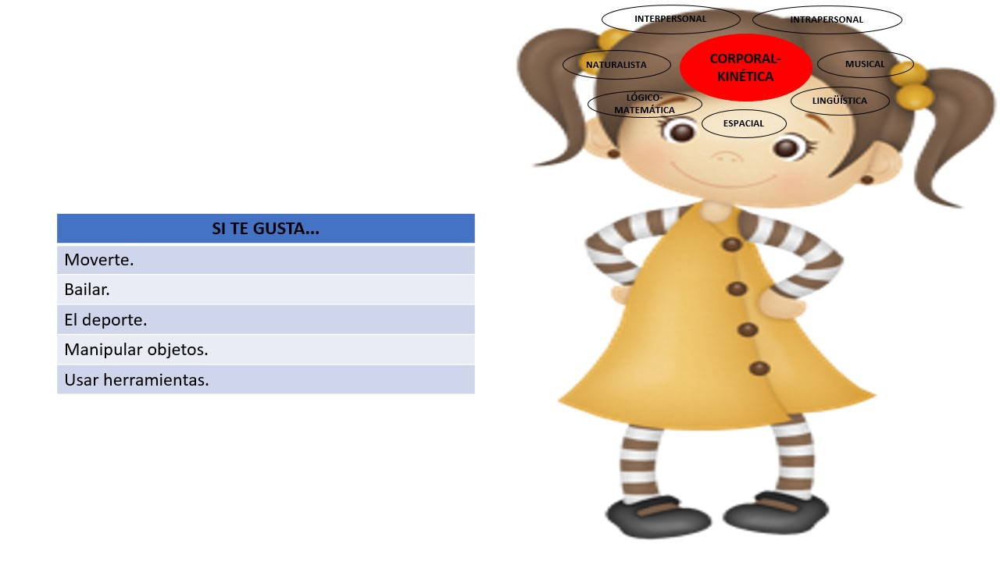 INTERPERSONAL
INTRAPERSONAL
NATURALISTA
CORPORAL-
KINÉTICA
MUSICAL
LÓGICO-
MATEMÁTICA
LINGÜÍSTICA
ESPACIAL
SI TE GUSTA...
Moverte.
Bailar.
El deporte.
Manipular objetos.
Usar herramientas.